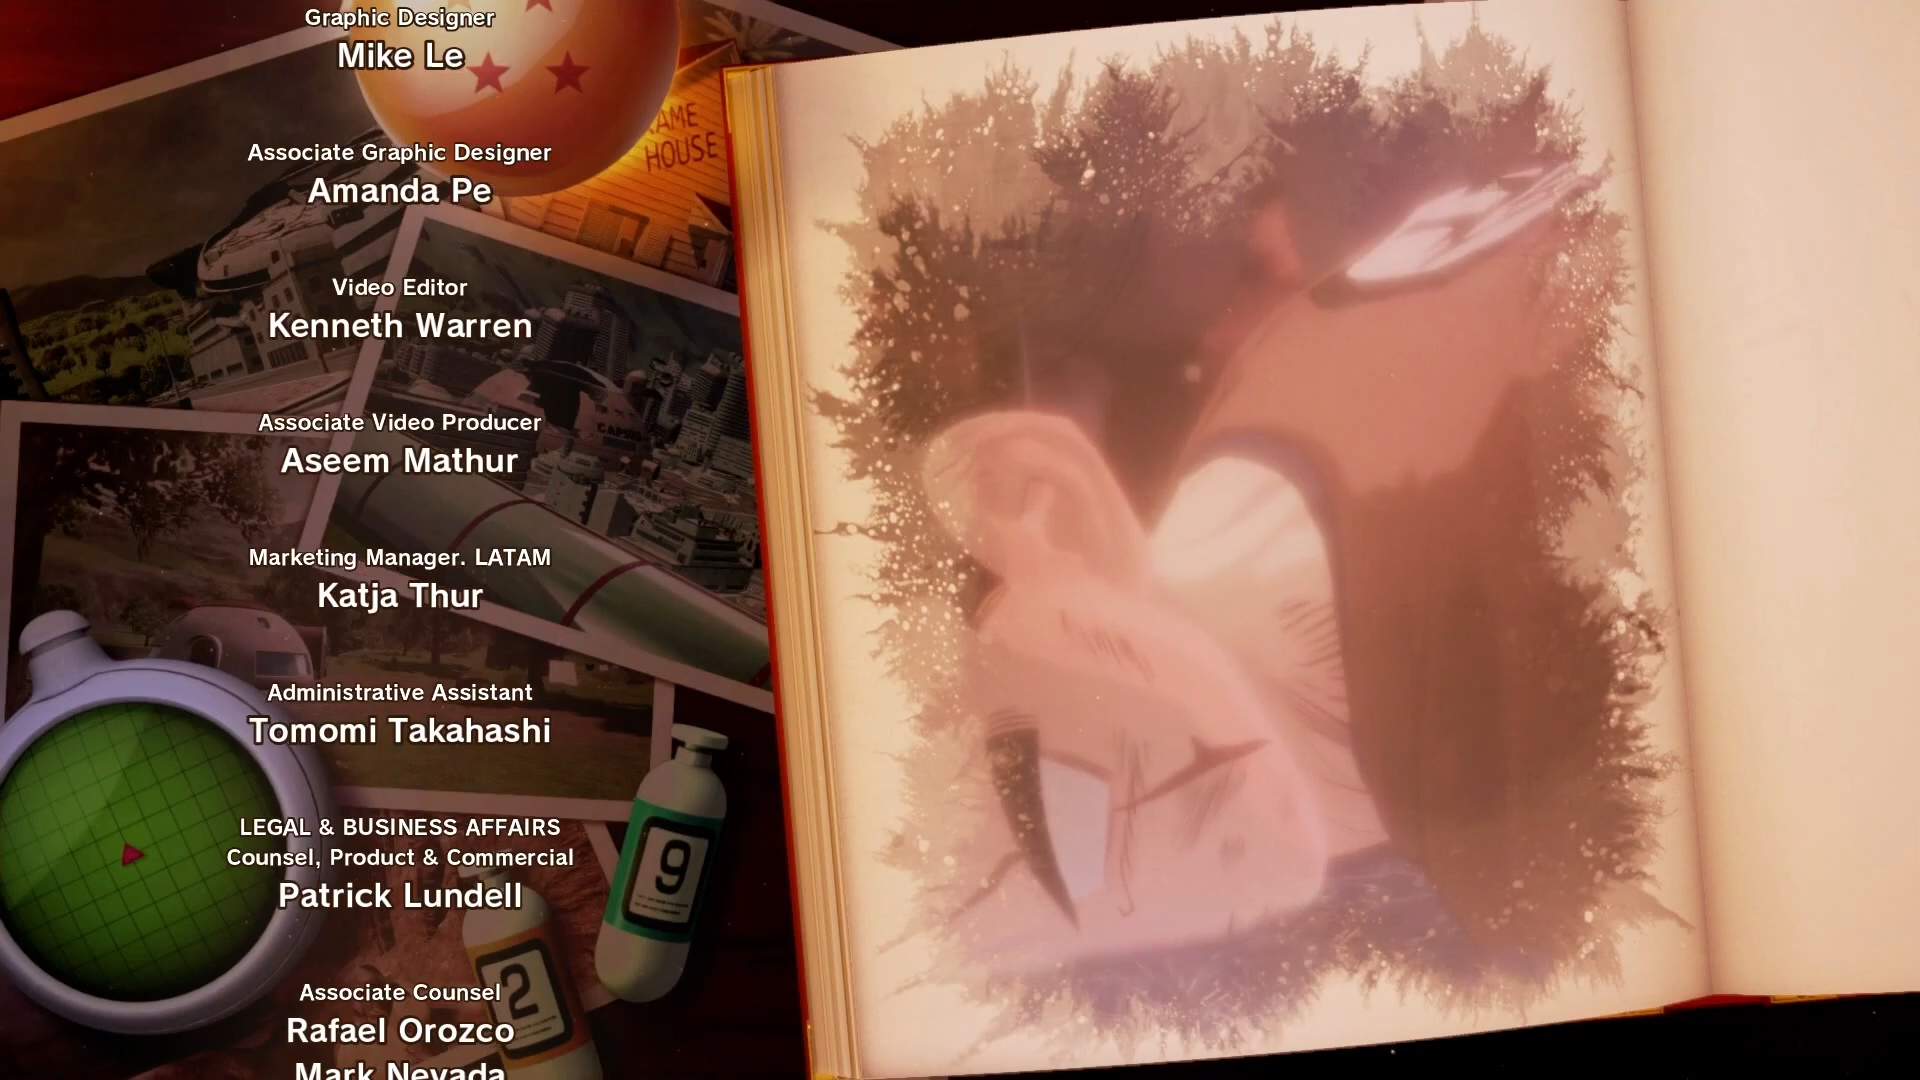 Graphic Designer
Mike Le
KAME
HOUSE
Associate Graphic Designer
Amanda Pe
Video Editor
Kenneth Warren
Associate Video Producer
Aseem Mathur
Marketing Manager. LATAM
Katja Thur
Administrative Assistant
Tomomi Takahashi
LEGAL & BUSINESS AFFAIRS
Counsel, Product & Commercial
Patrick Lundell
9
2
Associate Counsel
Rafael Orozco
Mark Nevada